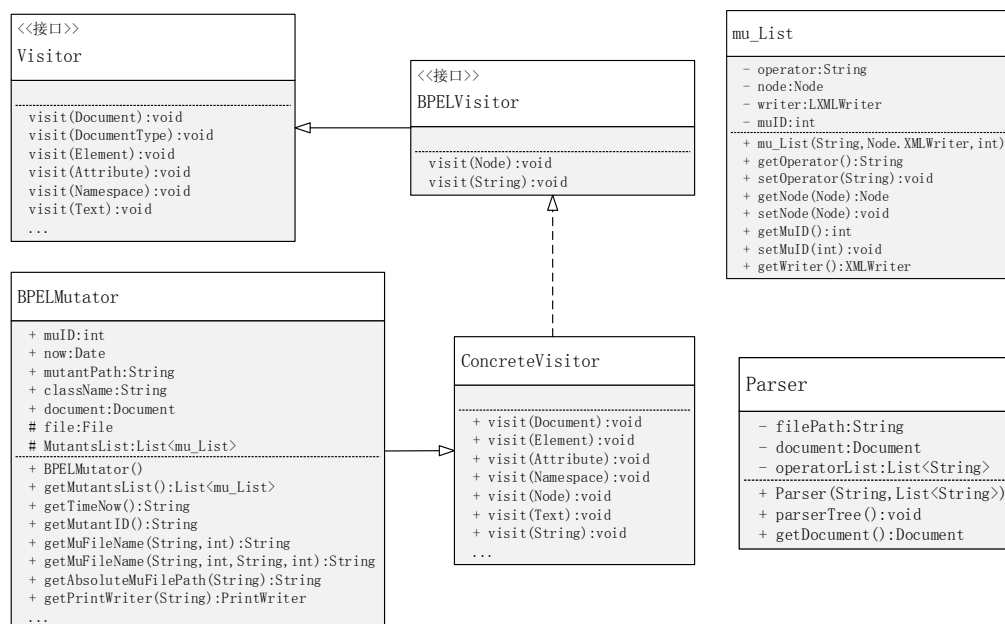 <<接口>>
Visitor
visit(Document):void
visit(DocumentType):void
visit(Element):void
visit(Attribute):void
visit(Namespace):void
visit(Text):void
...
<<接口>>
BPELVisitor
visit(Node):void
visit(String):void
mu_List
- operator:String
- node:Node
- writer:LXMLWriter
- muID:int
+ mu_List(String,Node.XMLWriter,int)
+ getOperator():String
+ setOperator(String):void
+ getNode(Node):Node
+ setNode(Node):void
+ getMuID():int
+ setMuID(int):void
+ getWriter():XMLWriter
BPELMutator
+ muID:int
+ now:Date
+ mutantPath:String
+ className:String
+ document:Document
# file:File
# MutantsList:List<mu_List>
+ BPELMutator()
+ getMutantsList():List<mu_List>
+ getTimeNow():String
+ getMutantID():String
+ getMuFileName(String,int):String
+ getMuFileName(String,int,String,int):String
+ getAbsoluteMuFilePath(String):String
+ getPrintWriter(String):PrintWriter
...
ConcreteVisitor
+ visit(Document):void
+ visit(Element):void
+ visit(Attribute):void
+ visit(Namespace):void
+ visit(Node):void
+ visit(Text):void
+ visit(String):void
...
Parser
- filePath:String
- document:Document
- operatorList:List<String>
+ Parser(String,List<String>)
+ parserTree():void
+ getDocument():Document